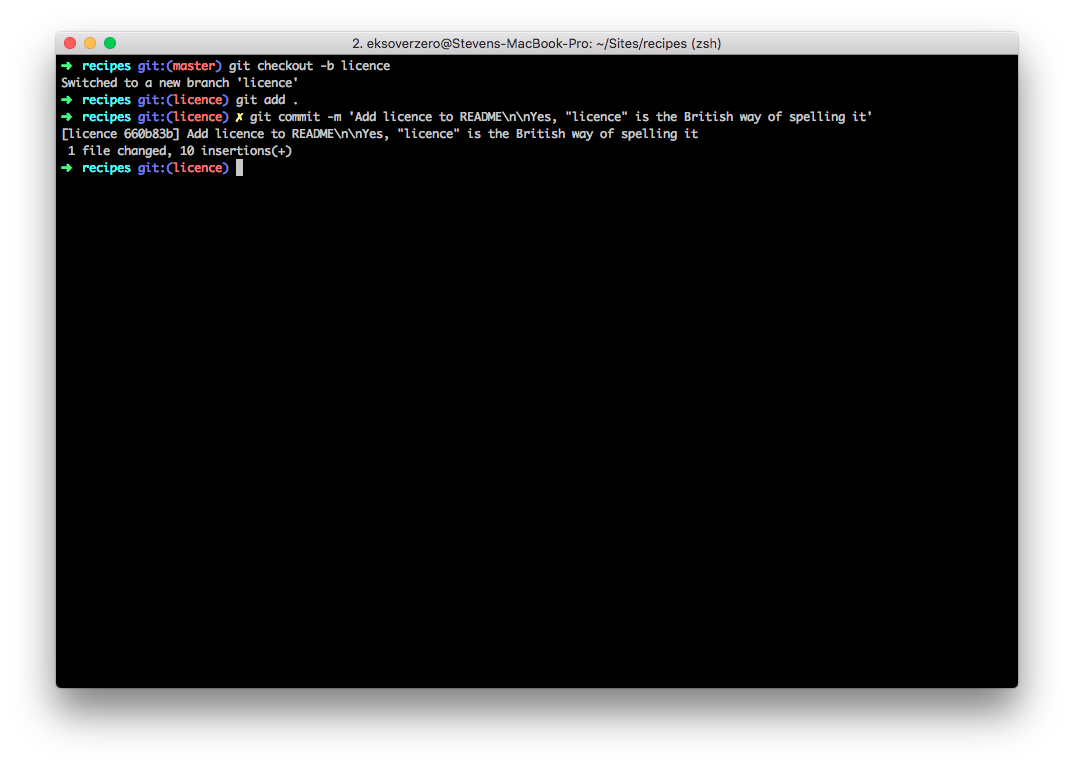 2. eksoverzero@Stevens-MacBook-Pro: ~/Sites/recipes (zsh)
➜ recipes git:(master) git checkout -b licence
Switched to a new branch 'licence'
➜ recipes git:(licence) git add .
➜ recipes git:(licence) ✗ git commit -m 'Add licence to README\n\nYes, "licence" is the British way of spelling it'
[licence 660b83b] Add licence to README\n\nYes, "licence" is the British way of spelling it
 1 file changed, 10 insertions(+)
➜ recipes git:(licence)